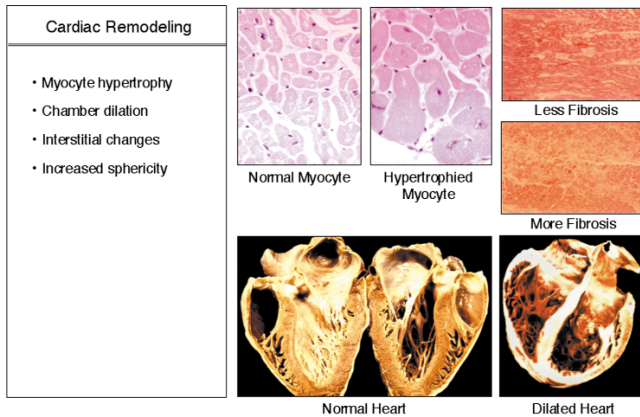 Cardiac Remodeling
• Myocyte hypertrophy
• Chamber dilation
• Interstitial changes
• Increased sphericity
Normal Myocyte
Hypertrophied
Myocyte
Less Fibrosis
More Fibrosis
Normal Heart
Dilated Heart